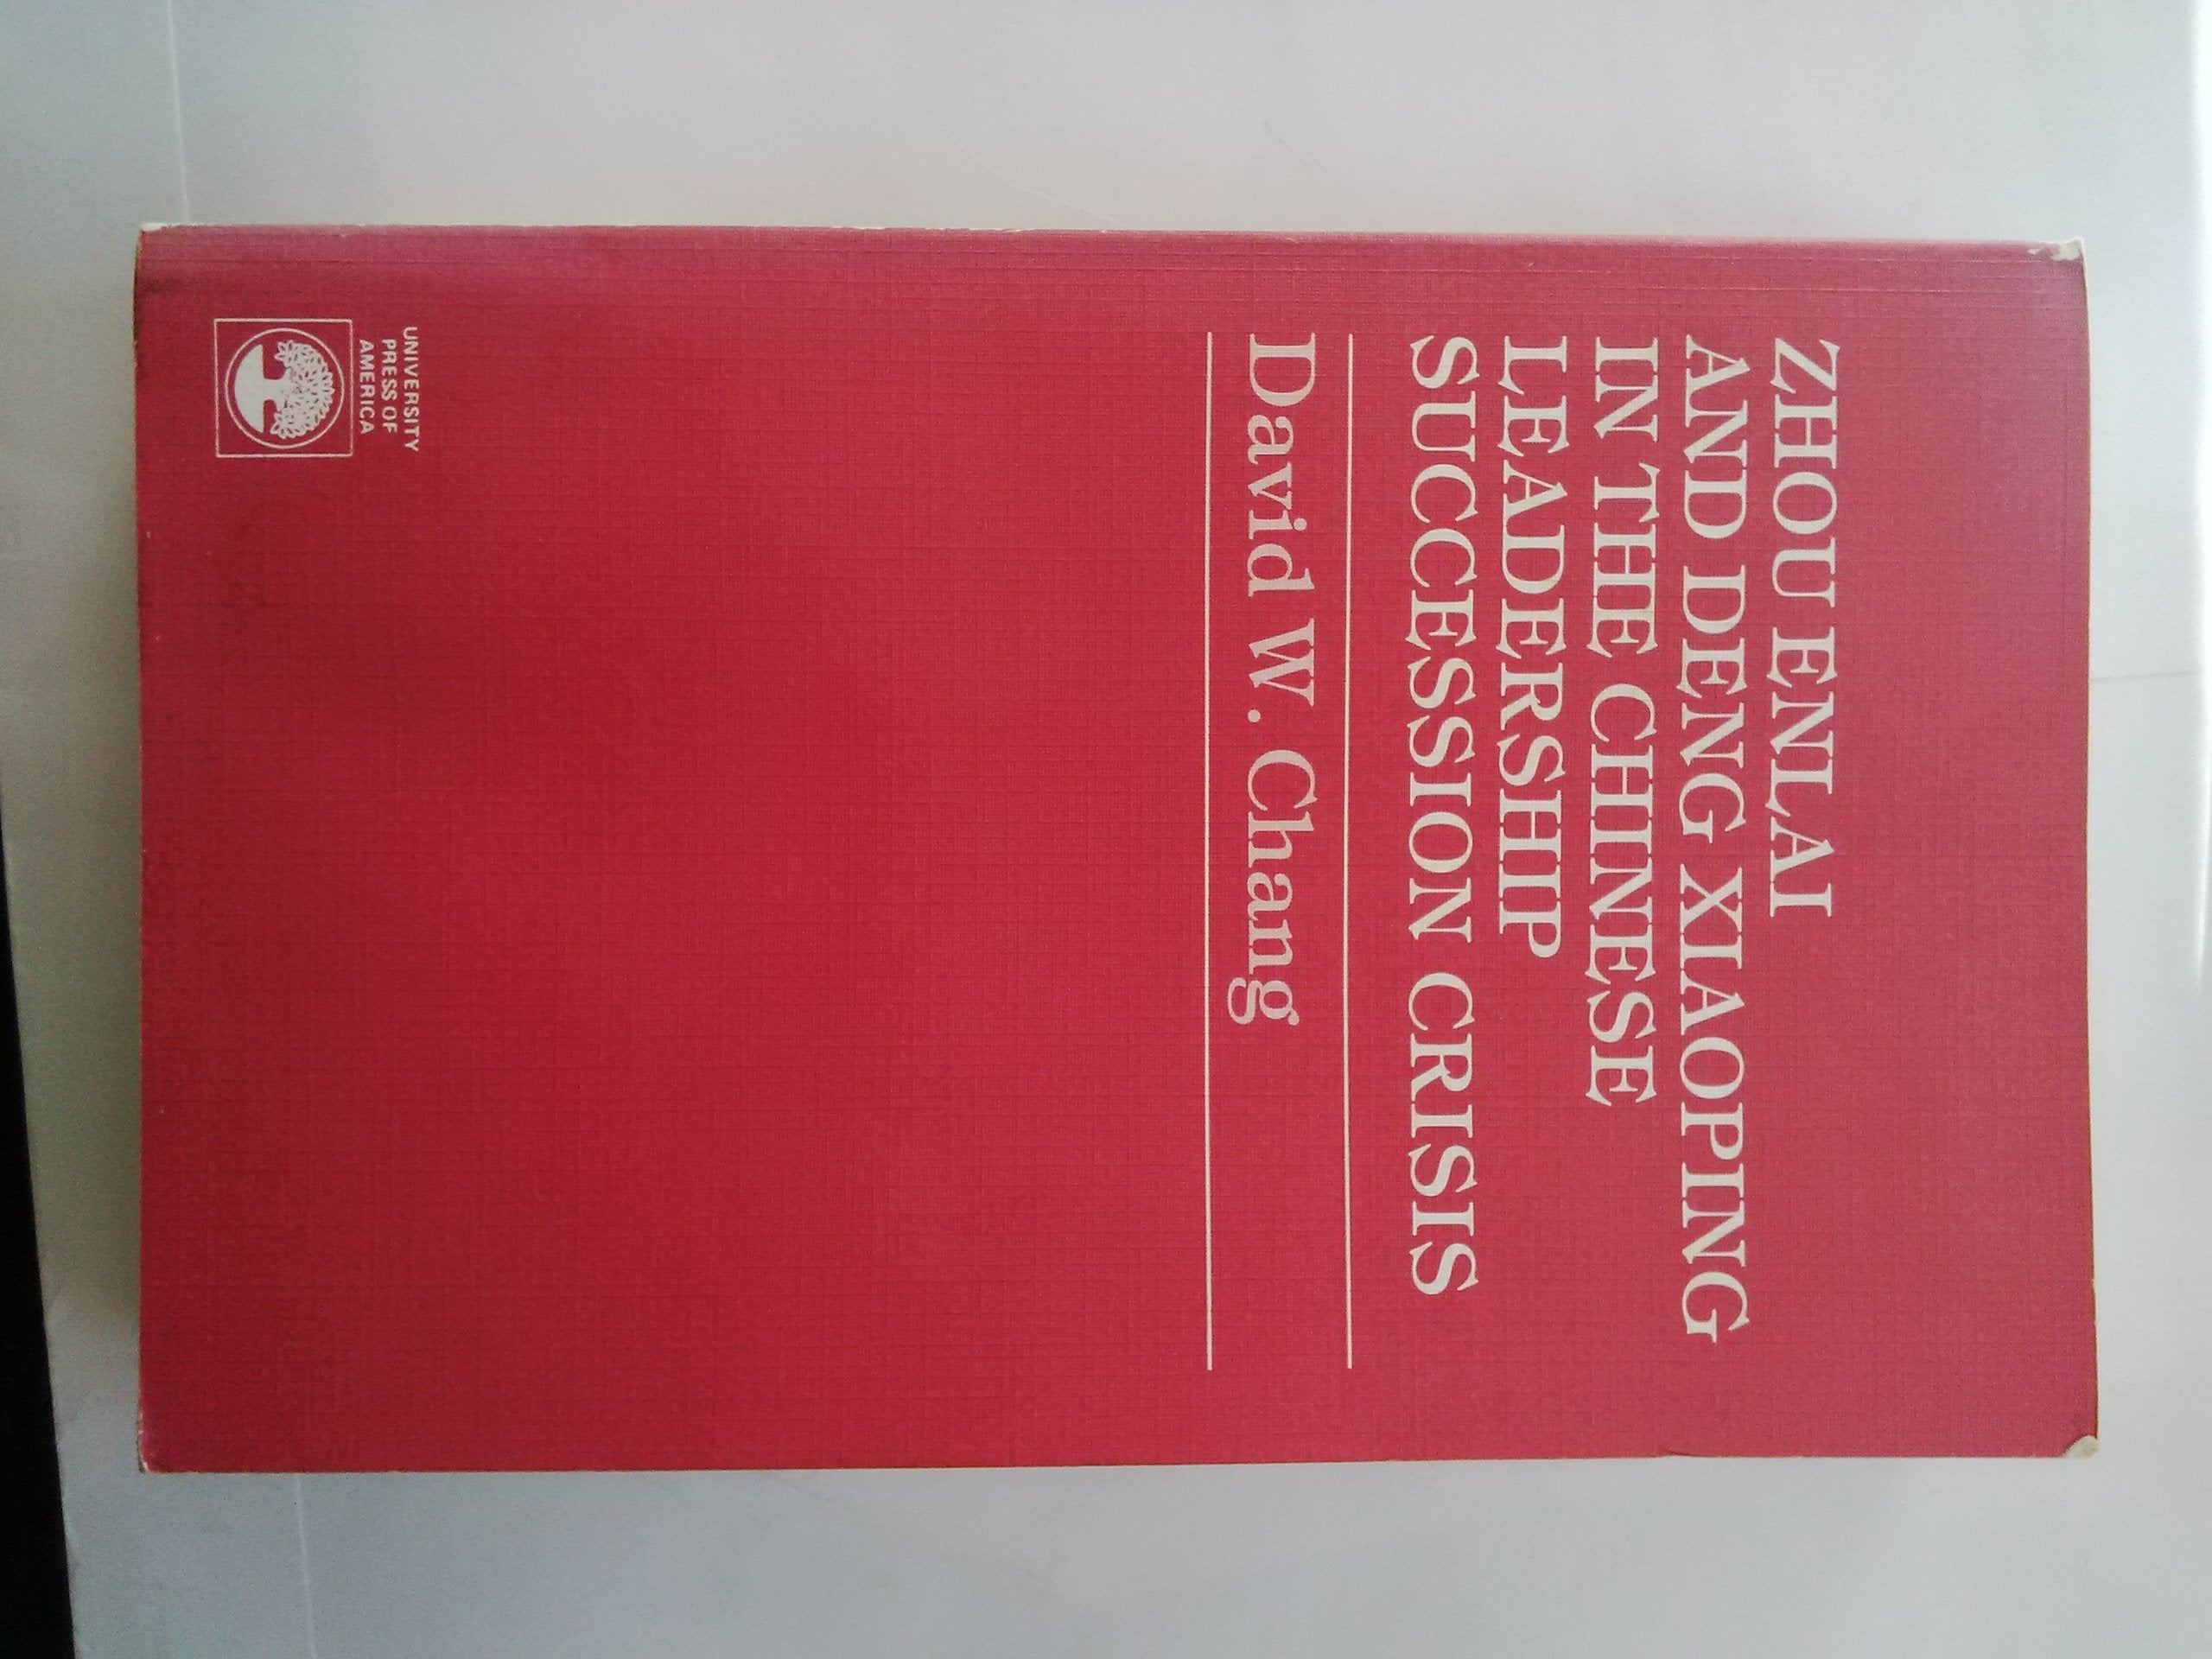 ZHOU ENLAI
AND DENG XIAOPING
IN THE CHINESE
LEADERSHIP
SUCCESSION CRISIS
David W. Chang
UNIVERSITY
PRESS OF
AMERICA